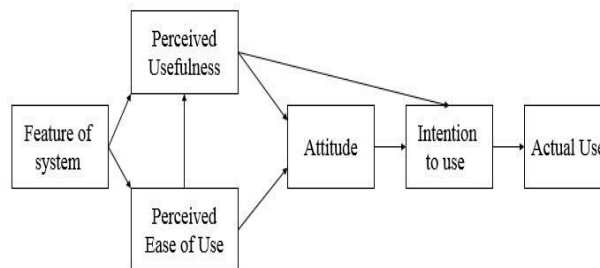 Perceived
Usefulness
Feature of
system
Attitude
Intention
to use
Actual Use
Perceived
Ease of Use